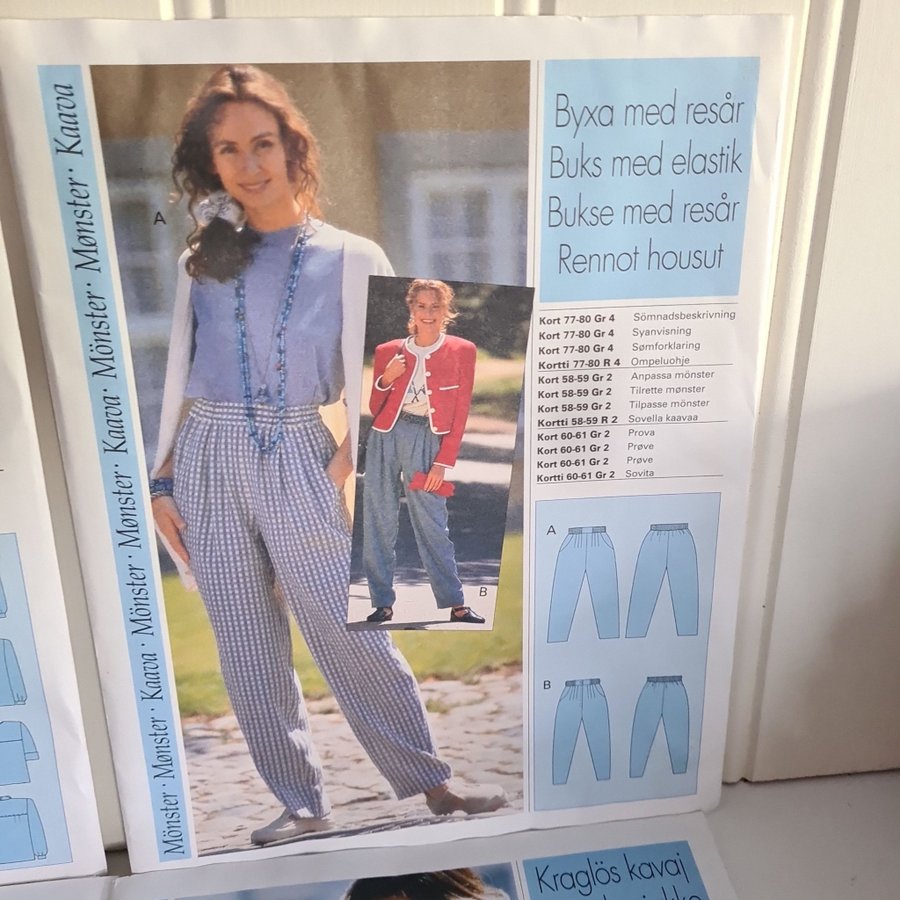 Mönster · Mønster · Kaava · Mönster · Mønster · Kaava · Mönster · Mønster · Kaava
A
B
Byxa med resår
Buks med elastik
Bukse med resår
Rennot housut
Kort 77-80 Gr 4 Sömnadsbeskrivning
Kort 77-80 Gr 4 Syanvisning
Kort 77-80 Gr 4 Sømforklaring
Kortti 77-80 R 4 Ompeluohje
Kort 58-59 Gr 2 Anpassa mönster
Kort 58-59 Gr 2 Tilrette mønster
Kort 58-59 Gr 2 Tilpasse mönster
Kortti 58-59 R 2 Sovella kaavaa
Kort 60-61 Gr 2 Prova
Kort 60-61 Gr 2 Prøve
Kort 60-61 Gr 2 Prøve
Kortti 60-61 Gr 2 Sovita
A
B
Kraglös kavaj